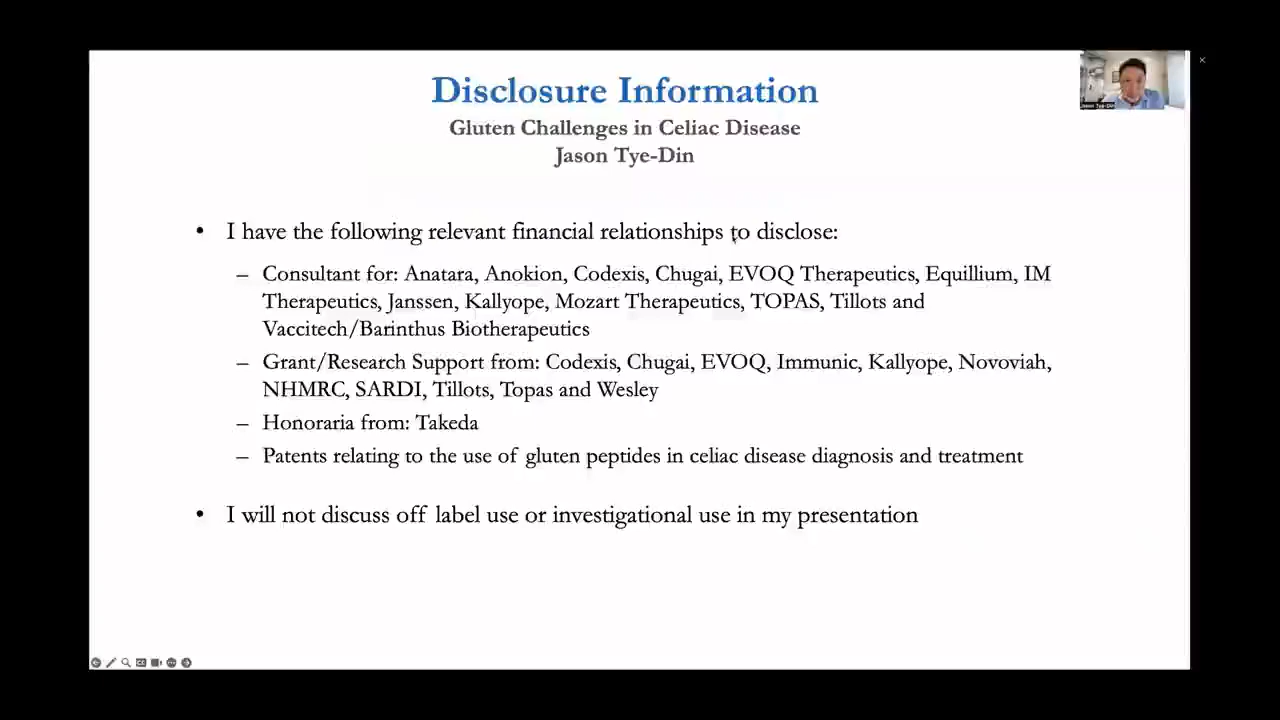 Disclosure Information
Gluten Challenges in Celiac Disease
Jason Tye-Din
• I have the following relevant financial relationships to disclose:
– Consultant for: Anatara, Anokion, Codexis, Chugai, EVOQ Therapeutics, Equillium, IM
Therapeutics, Janssen, Kallyope, Mozart Therapeutics, TOPAS, Tillots and
Vaccitech/Barinthus Biotherapeutics
– Grant/Research Support from: Codexis, Chugai, EVOQ, Immunic, Kallyope, Novoviah,
NHMRC, SARDI, Tillots, Topas and Wesley
– Honoraria from: Takeda
– Patents relating to the use of gluten peptides in celiac disease diagnosis and treatment
• I will not discuss off label use or investigational use in my presentation
Jason Tye-Din